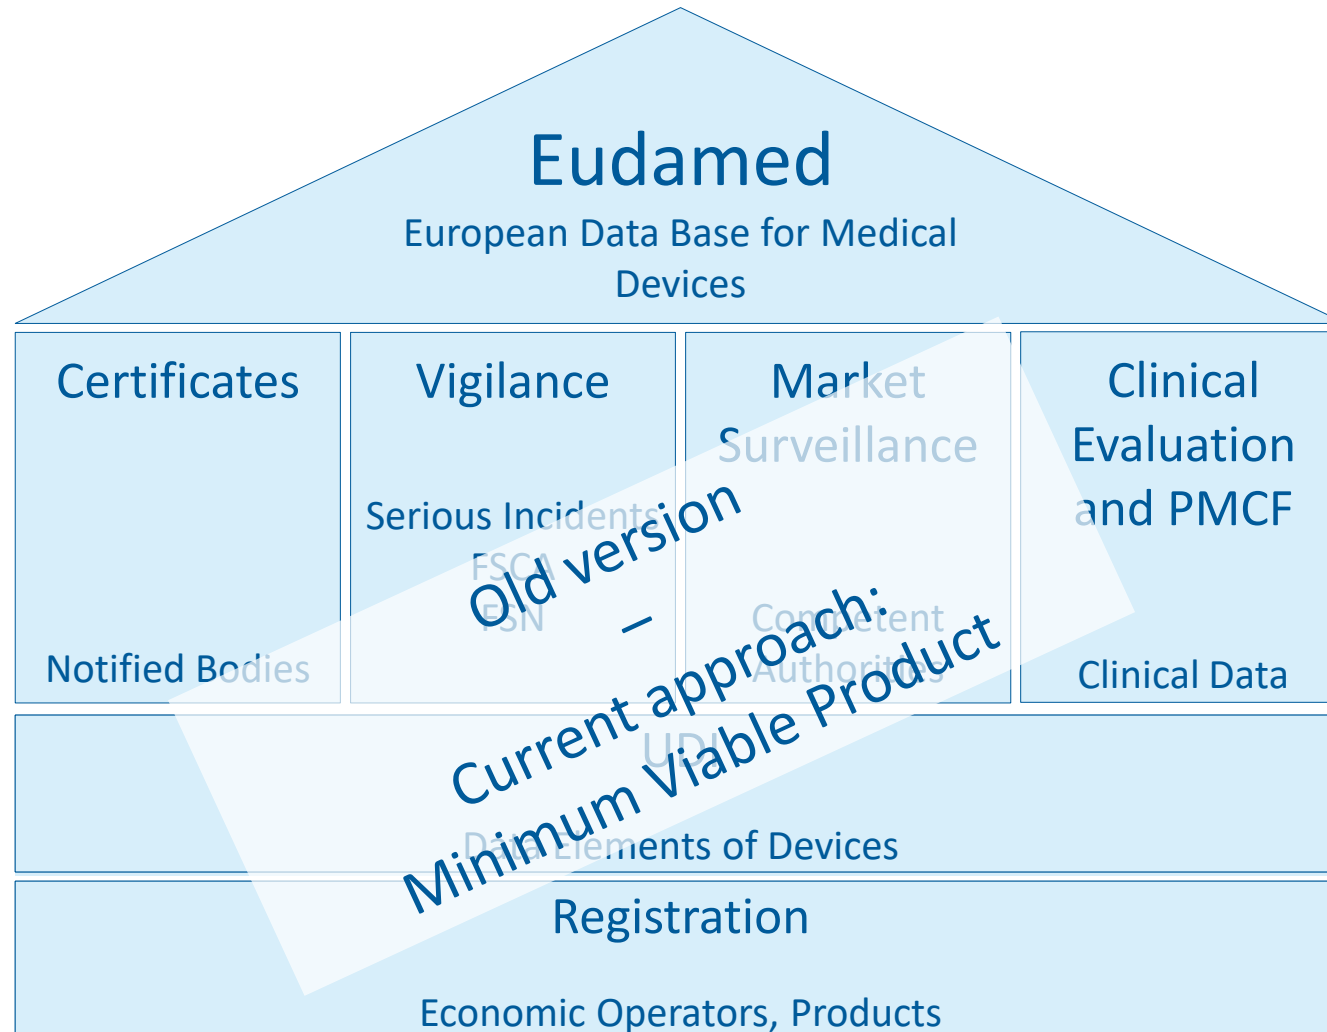 Eudamed
European Data Base for Medical
Devices
Certificates
Notified Bodies
Vigilance
Serious Incidents
FSCA
FSN
Market
Surveillance
Competent
Authorities
Clinical
Evaluation
and PMCF
Clinical Data
Old version
–
Current approach:
Minimum Viable Product
UDI
Data Elements of Devices
Registration
Economic Operators, Products